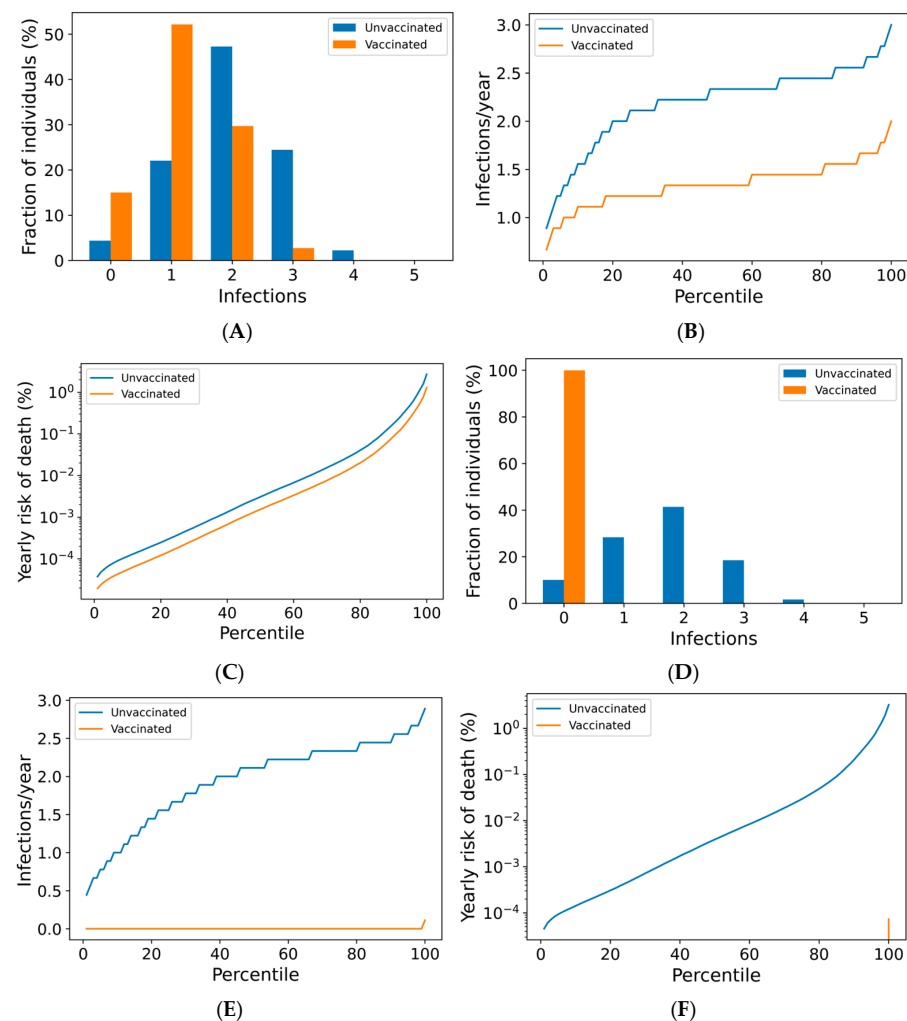 Fraction of individuals (%)
50
40
30
20
10
0
Unvaccinated
Vaccinated
0 1 2 3 4 5
Infections
(A)
Infections/year
3.0
2.5
2.0
1.5
1.0
Unvaccinated
Vaccinated
0 20 40 60 80 100
Percentile
(B)
Yearly risk of death (%)
10⁰
10⁻¹
10⁻²
10⁻³
10⁻⁴
Unvaccinated
Vaccinated
0 20 40 60 80 100
Percentile
(C)
Fraction of individuals (%)
100
80
60
40
20
0
Unvaccinated
Vaccinated
0 1 2 3 4 5
Infections
(D)
Infections/year
3.0
2.5
2.0
1.5
1.0
0.5
0.0
Unvaccinated
Vaccinated
0 20 40 60 80 100
Percentile
(E)
Yearly risk of death (%)
10⁰
10⁻¹
10⁻²
10⁻³
10⁻⁴
Unvaccinated
Vaccinated
0 20 40 60 80 100
Percentile
(F)